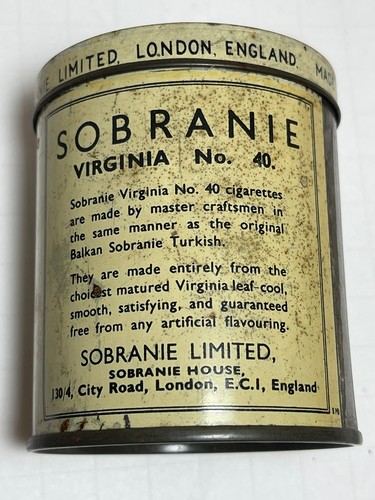 LIMITED, LONDON, ENGLAND.
SOBRANIE
VIRGINIA No. 40.
Sobranie Virginia No. 40 cigarettes
are made by master craftsmen in
the same manner as the original
Balkan Sobranie Turkish.
They are made entirely from the
choicest matured Virginia leaf-cool,
smooth, satisfying, and guaranteed
free from any artificial flavouring.
SOBRANIE LIMITED,
SOBRANIE HOUSE,
130/4, City Road, London, E.C.1, England